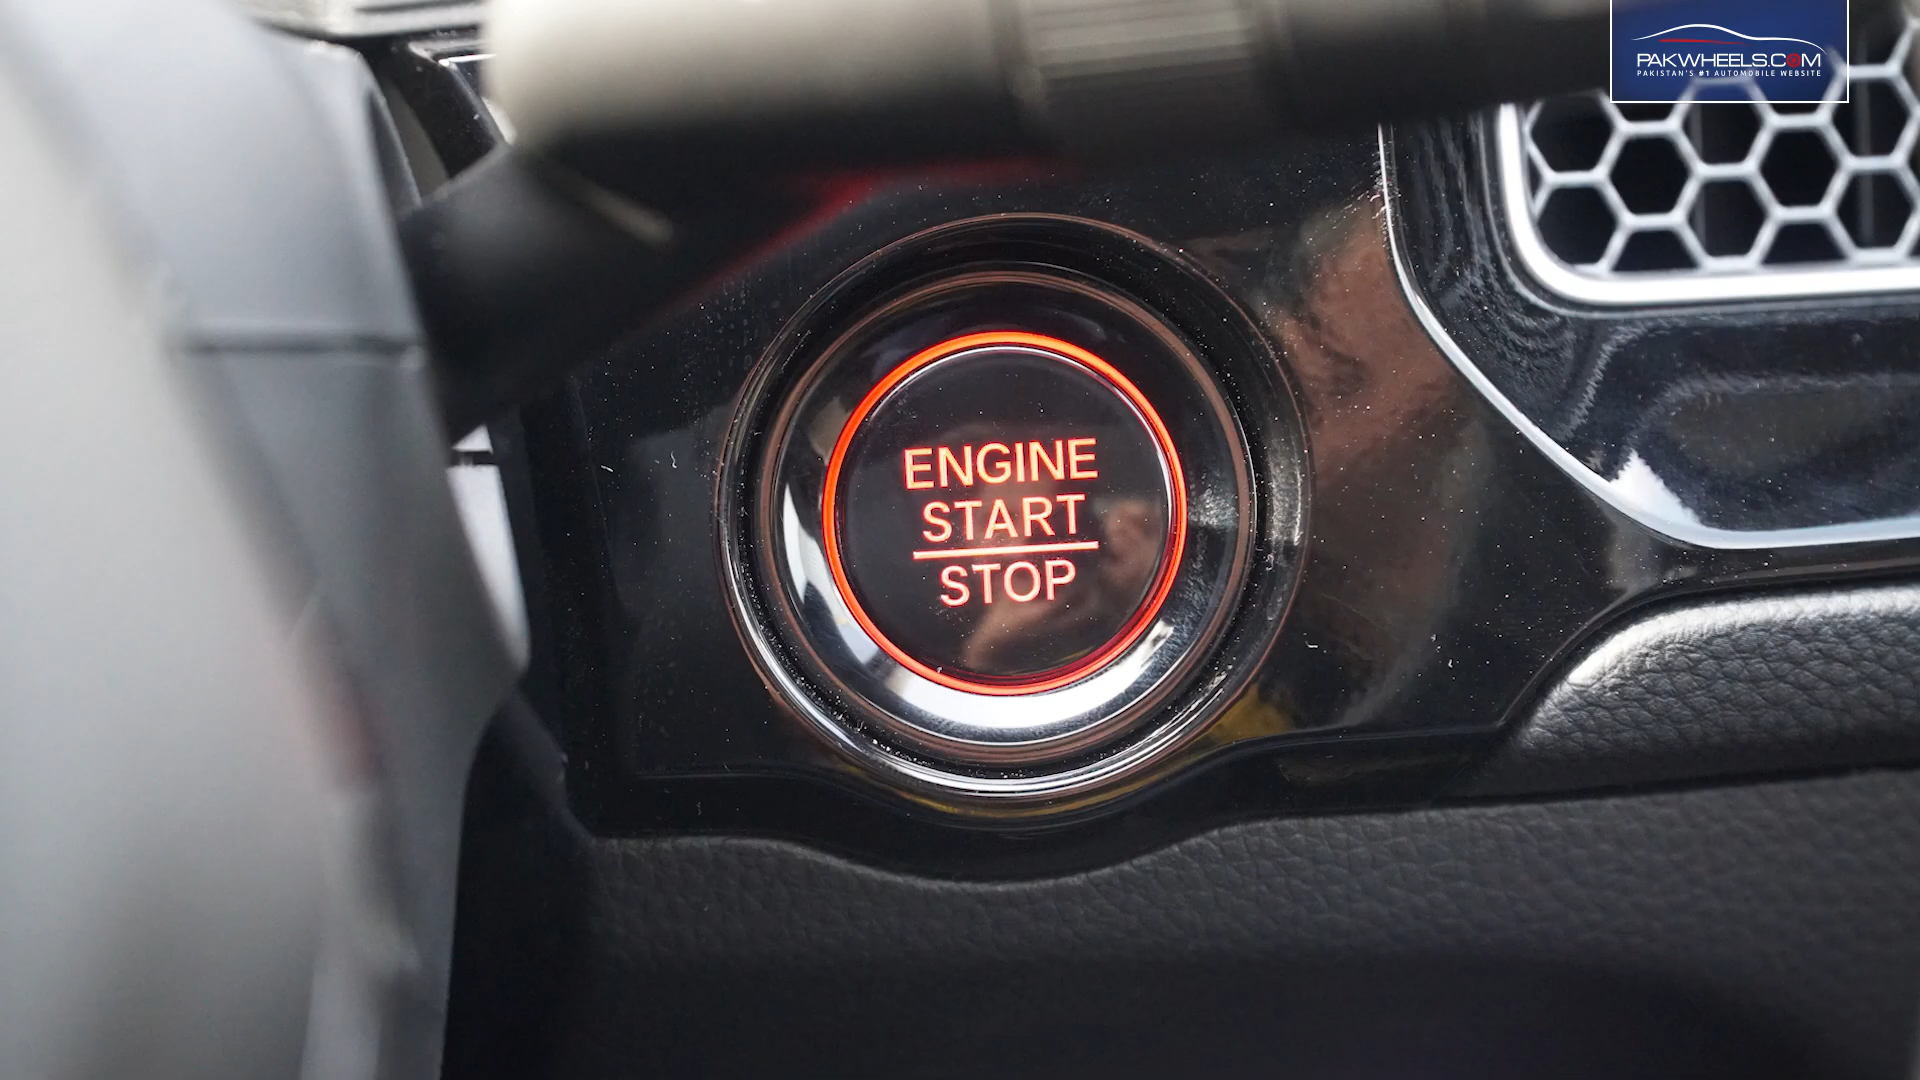 PAKWHEELS.COM
PAKISTAN'S #1 AUTOMOBILE WEBSITE
ENGINE
START
STOP